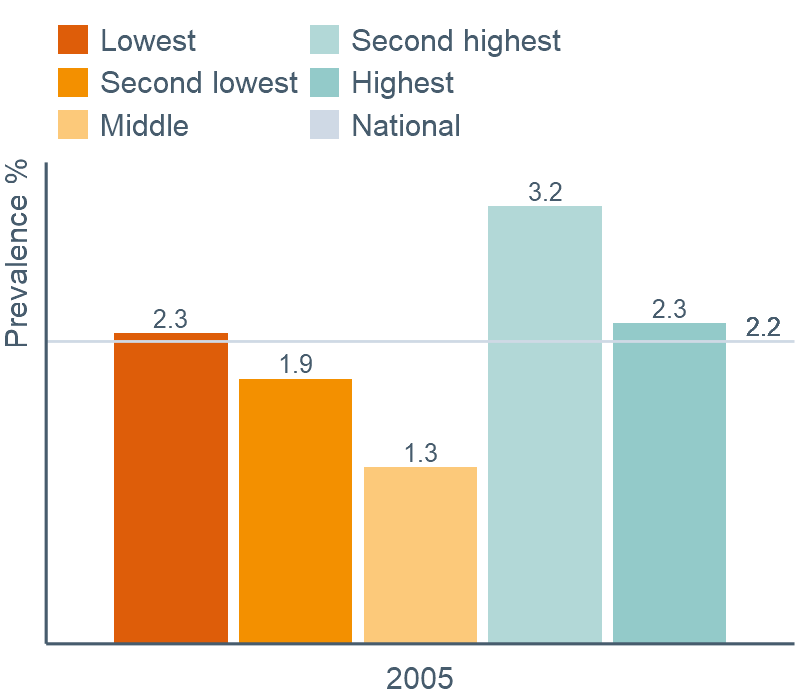 Lowest
Second lowest
Middle
Second highest
Highest
National
Prevalence %
2.3
1.9
1.3
3.2
2.3
2.2
2005